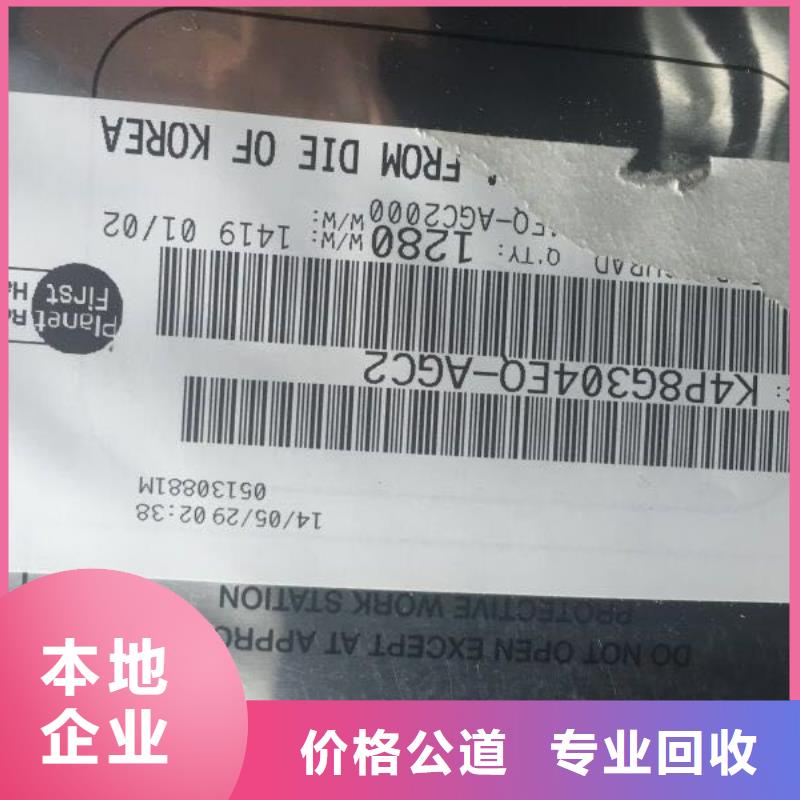 DO NOT OPEN EXCEPT AT
PROTECTIVE WORK STATION
14/05/29 02:38
05130881M
K4P8G304EQ-AGC2
Planet
First
Q'TY: 1280 W/W: 1419 01/02
EQ-AGC2000 W/W:
FROM DIE OF KOREA
本地
企业
价格公道 专业回收